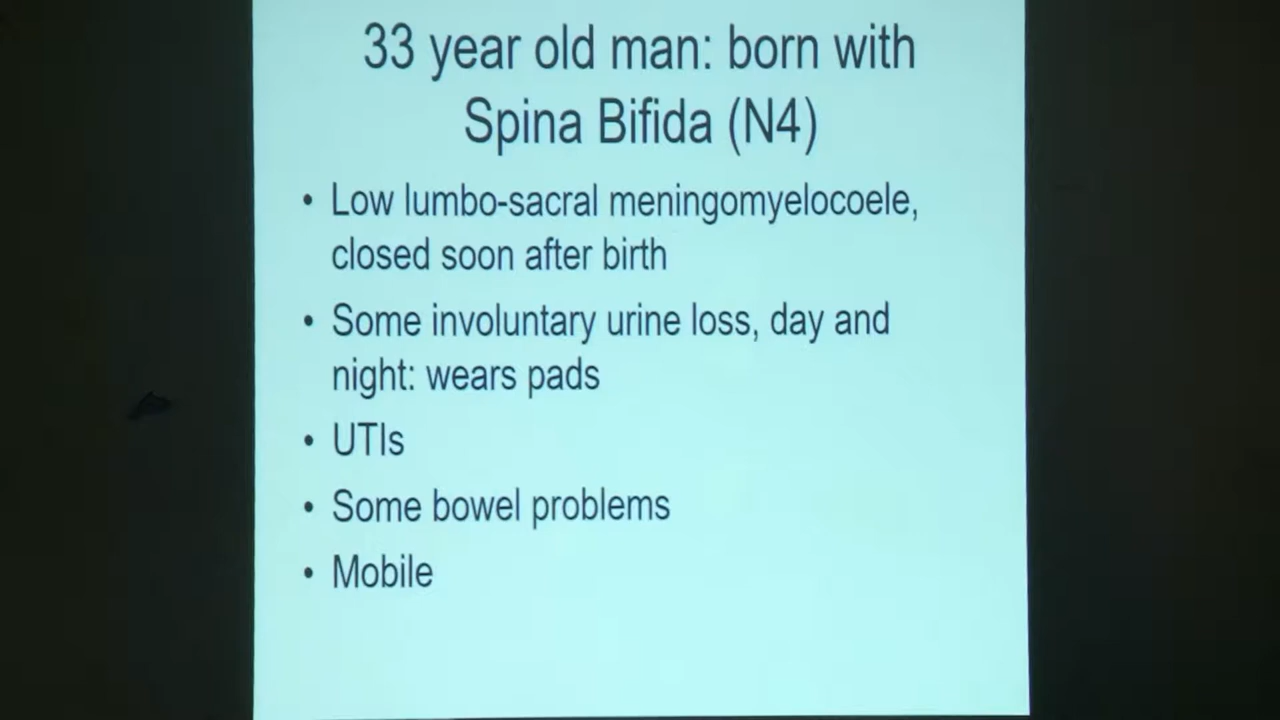 33 year old man: born with
Spina Bifida (N4)
• Low lumbo-sacral meningomyelocoele,
closed soon after birth
• Some involuntary urine loss, day and
night: wears pads
• UTIs
• Some bowel problems
• Mobile